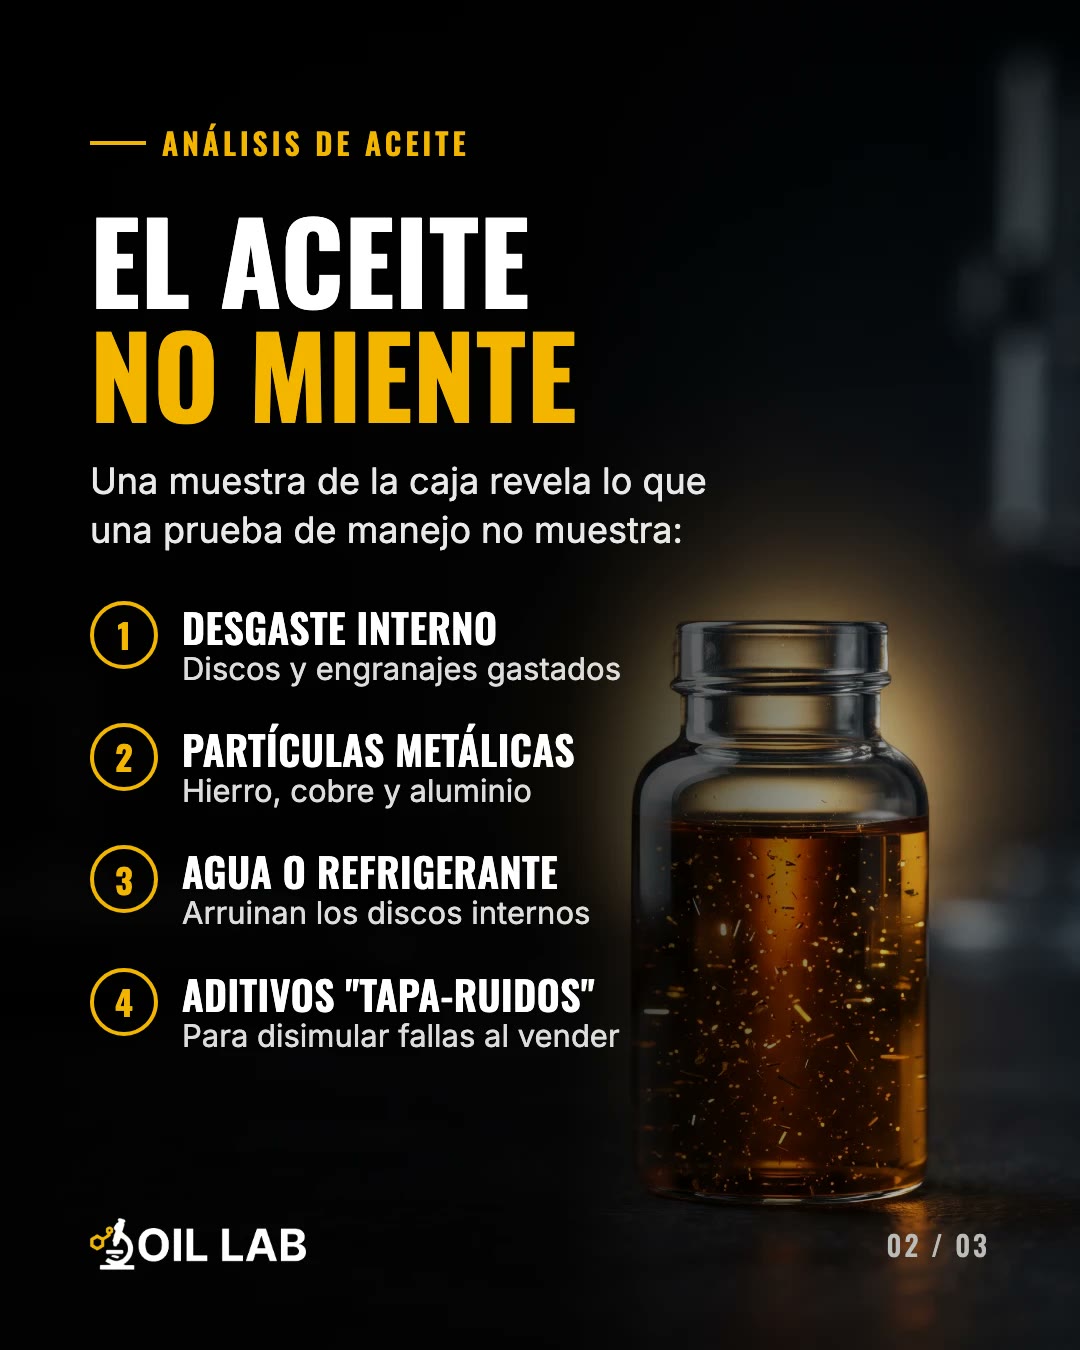 ANÁLISIS DE ACEITE
EL ACEITE
NO MIENTE
Una muestra de la caja revela lo que
una prueba de manejo no muestra:
1
DESGASTE INTERNO
Discos y engranajes gastados
2
PARTÍCULAS METÁLICAS
Hierro, cobre y aluminio
3
AGUA O REFRIGERANTE
Arruinan los discos internos
4
ADITIVOS "TAPA-RUIDOS"
Para disimular fallas al vender
OIL LAB
02 / 03